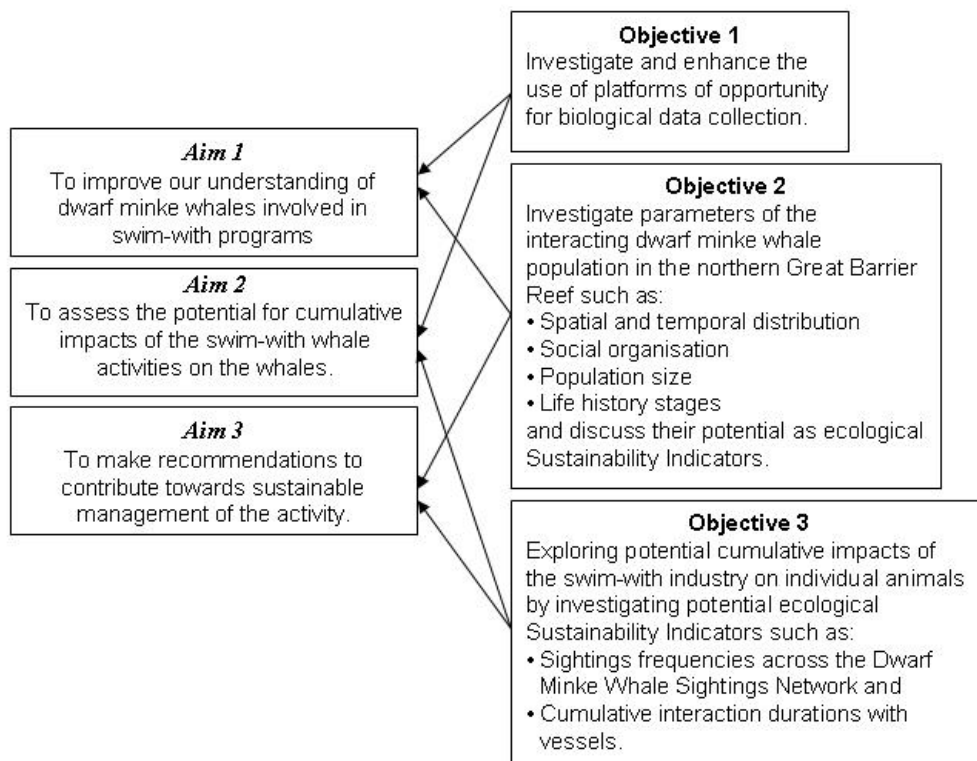 Aim 1
To improve our understanding of
dwarf minke whales involved in
swim-with programs
Aim 2
To assess the potential for cumulative
impacts of the swim-with whale
activities on the whales.
Aim 3
To make recommendations to
contribute towards sustainable
management of the activity.
Objective 1
Investigate and enhance the
use of platforms of opportunity
for biological data collection.
Objective 2
Investigate parameters of the
interacting dwarf minke whale
population in the northern Great Barrier
Reef such as:
• Spatial and temporal distribution
• Social organisation
• Population size
• Life history stages
and discuss their potential as ecological
Sustainability Indicators.
Objective 3
Exploring potential cumulative impacts of
the swim-with industry on individual animals
by investigating potential ecological
Sustainability Indicators such as:
• Sightings frequencies across the Dwarf
Minke Whale Sightings Network and
• Cumulative interaction durations with
vessels.